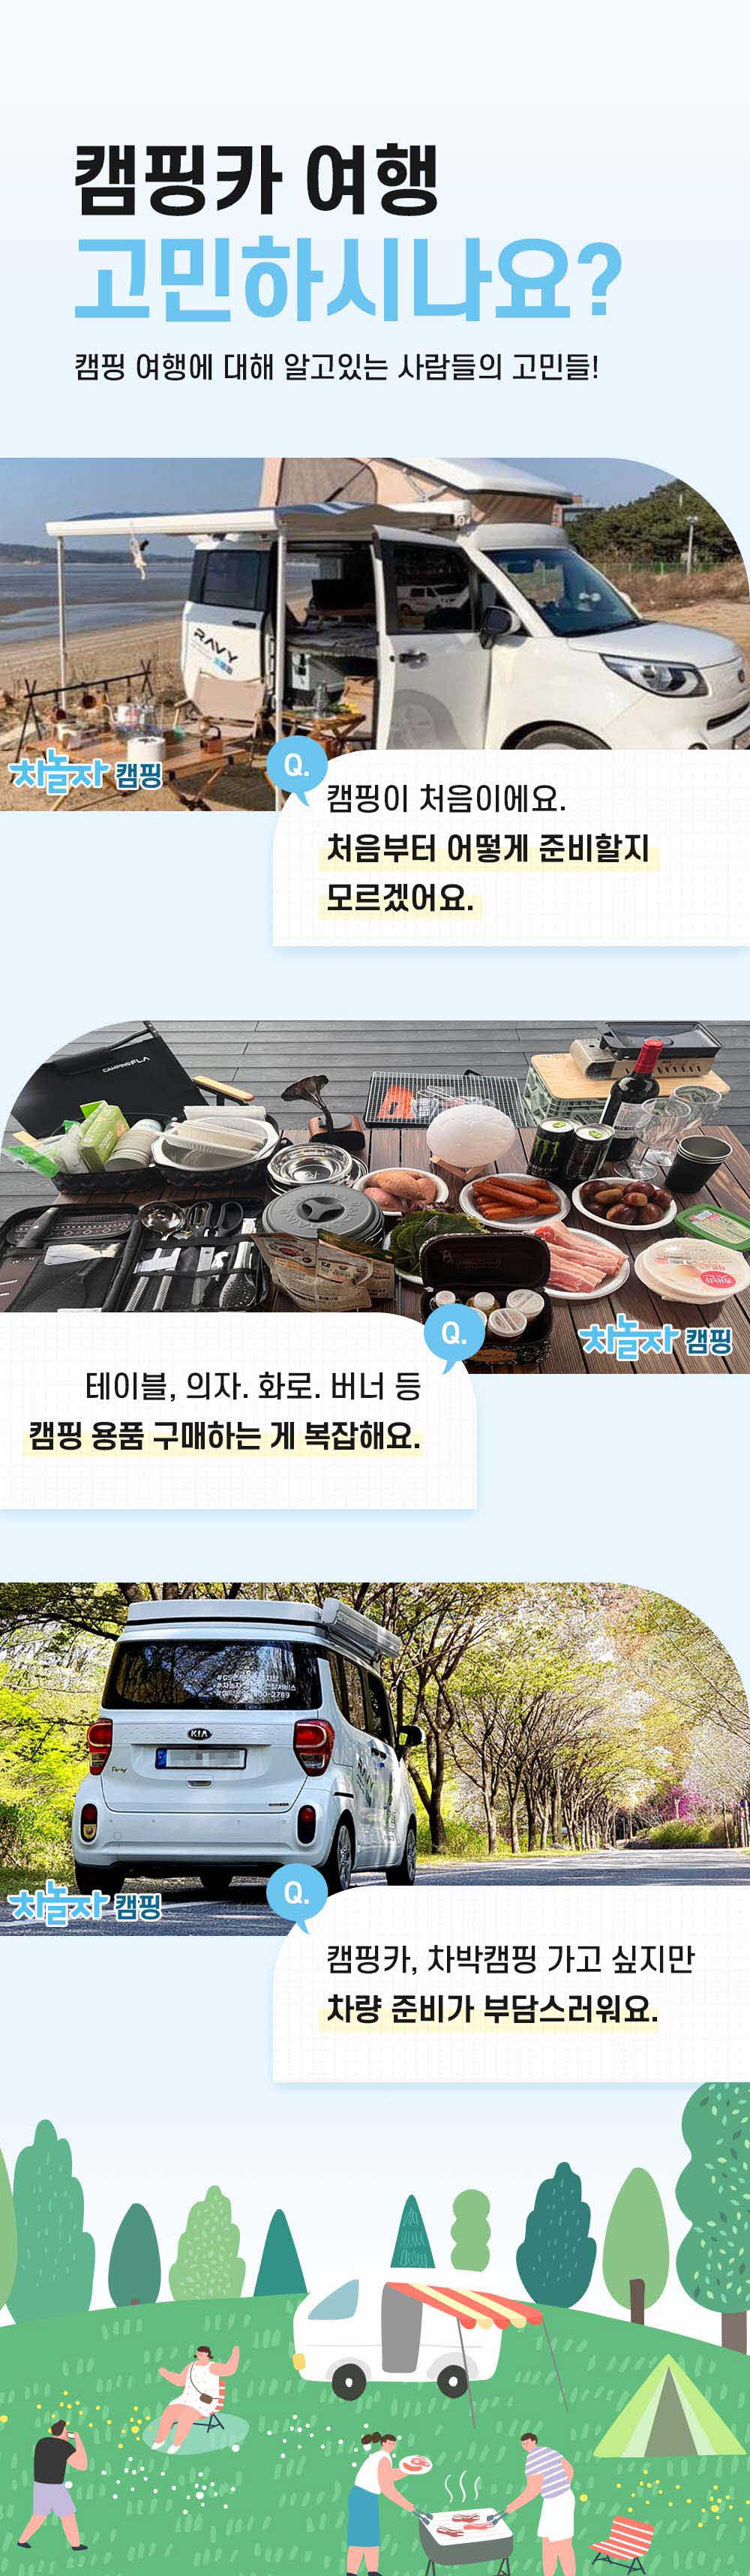 캠핑카 여행
고민하시나요?
캠핑 여행에 대해 알고있는 사람들의 고민들!
RAVY
차놀자 캠핑
Q.
캠핑이 처음이에요.
처음부터 어떻게 준비할지
모르겠어요.
CAMPINGFLA
Q.
차놀자 캠핑
테이블, 의자. 화로. 버너 등
캠핑 용품 구매하는 게 복잡해요.
KIA
차놀자 캠핑
Q.
캠핑카, 차박캠핑 가고 싶지만
차량 준비가 부담스러워요.